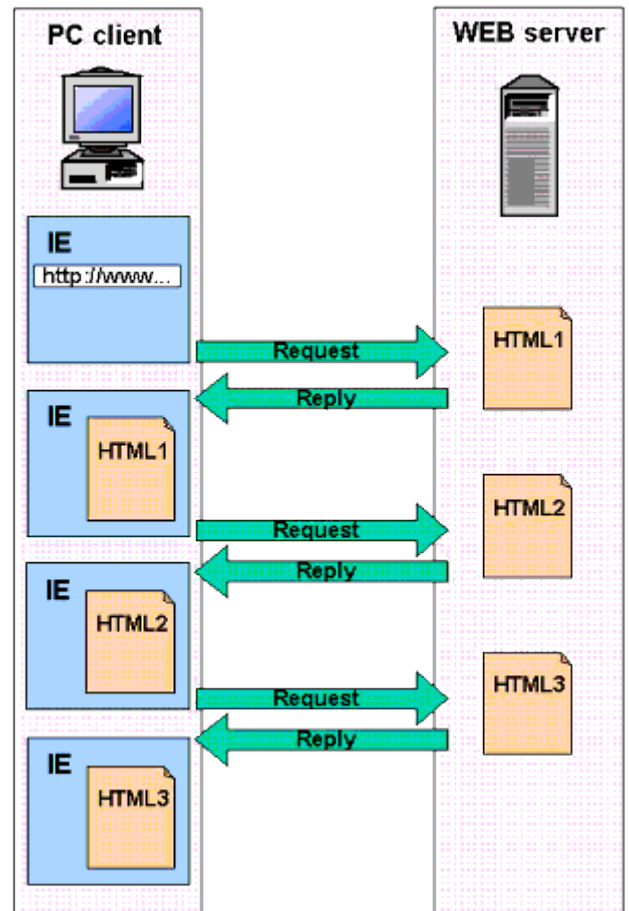 PC client
WEB server
IE
http://www...
Request
HTML1
Reply
IE
HTML1
Request
HTML2
Reply
IE
HTML2
Request
HTML3
Reply
IE
HTML3